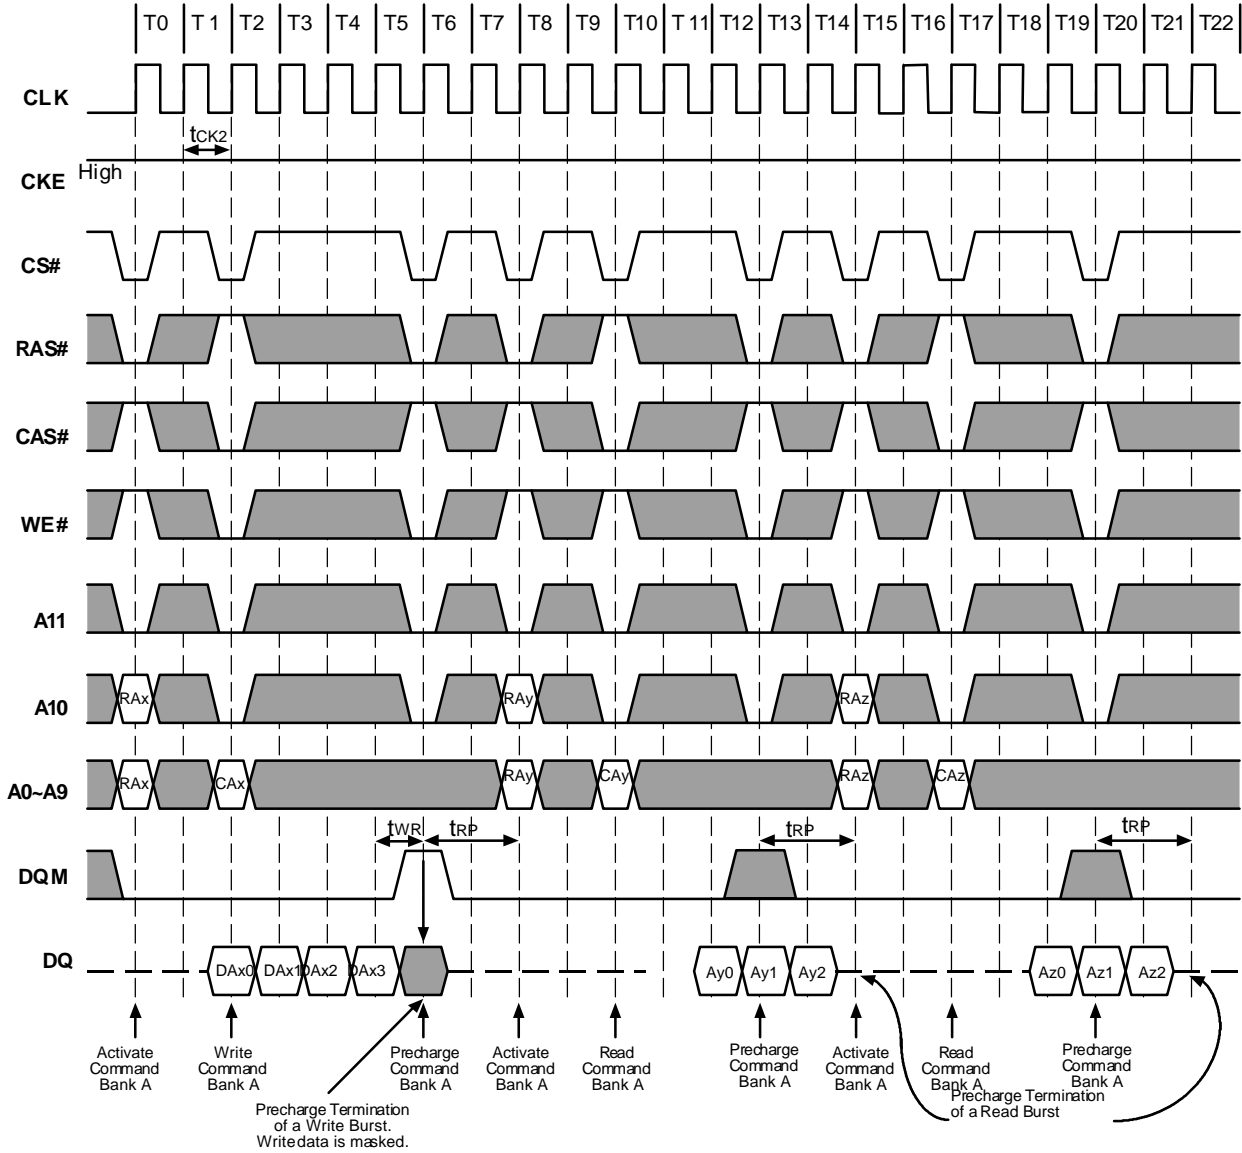 T0 T1 T2 T3 T4 T5 T6 T7 T8 T9 T10 T11 T12 T13 T14 T15 T16 T17 T18 T19 T20 T21 T22
CLK
tCK2
High
CKE
CS#
RAS#
CAS#
WE#
A11
A10 RAx RAy RAz
A0~A9 RAx CAx RAy CAy RAz CAz
tWR tRP tRP tRP
DQM
DQ DAx0 DAx1 DAx2 DAx3 Ay0 Ay1 Ay2 Az0 Az1 Az2
Activate
Command
Bank A
Write
Command
Bank A
Precharge
Command
Bank A
Activate
Command
Bank A
Read
Command
Bank A
Precharge
Command
Bank A
Activate
Command
Bank A
Read
Command
Bank A
Precharge
Command
Bank A
Precharge Termination
of a Write Burst.
Write data is masked.
Precharge Termination
of a Read Burst